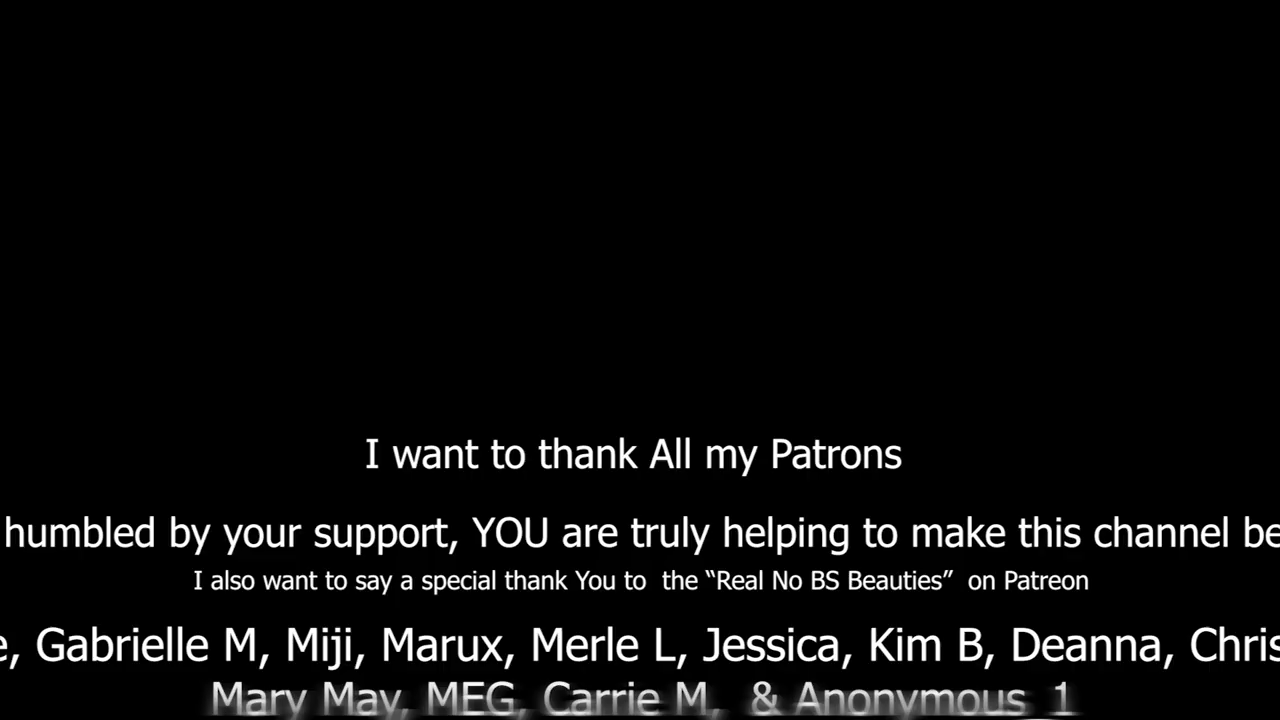 I want to thank All my Patrons
humbled by your support, YOU are truly helping to make this channel be
I also want to say a special thank You to the “Real No BS Beauties” on Patreon
e, Gabrielle M, Miji, Marux, Merle L, Jessica, Kim B, Deanna, Chris
Mary May, MEG, Carrie M, & Anonymous 1